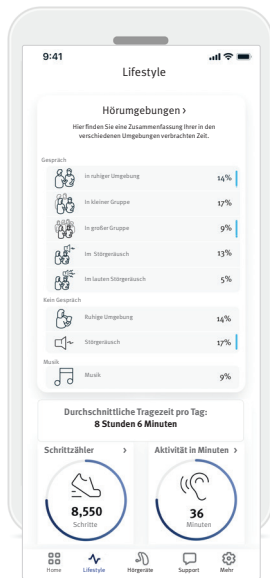 9:41
Lifestyle
Hörumgebungen >
Hier finden Sie eine Zusammenfassung Ihrer in den
verschiedenen Umgebungen verbrachten Zeit.
Gespräch
in ruhiger Umgebung 14%
in kleiner Gruppe 17%
in großer Gruppe 9%
im Störgeräusch 13%
im lauten Störgeräusch 5%
Kein Gespräch
Ruhige Umgebung 14%
Störgeräusch 17%
Musik
Musik 9%
Durchschnittliche Tragezeit pro Tag:
8 Stunden 6 Minuten
Schrittzähler > Aktivität in Minuten >
8,550 36
Schritte Minuten
Home Lifestyle Hörgeräte Support Mehr